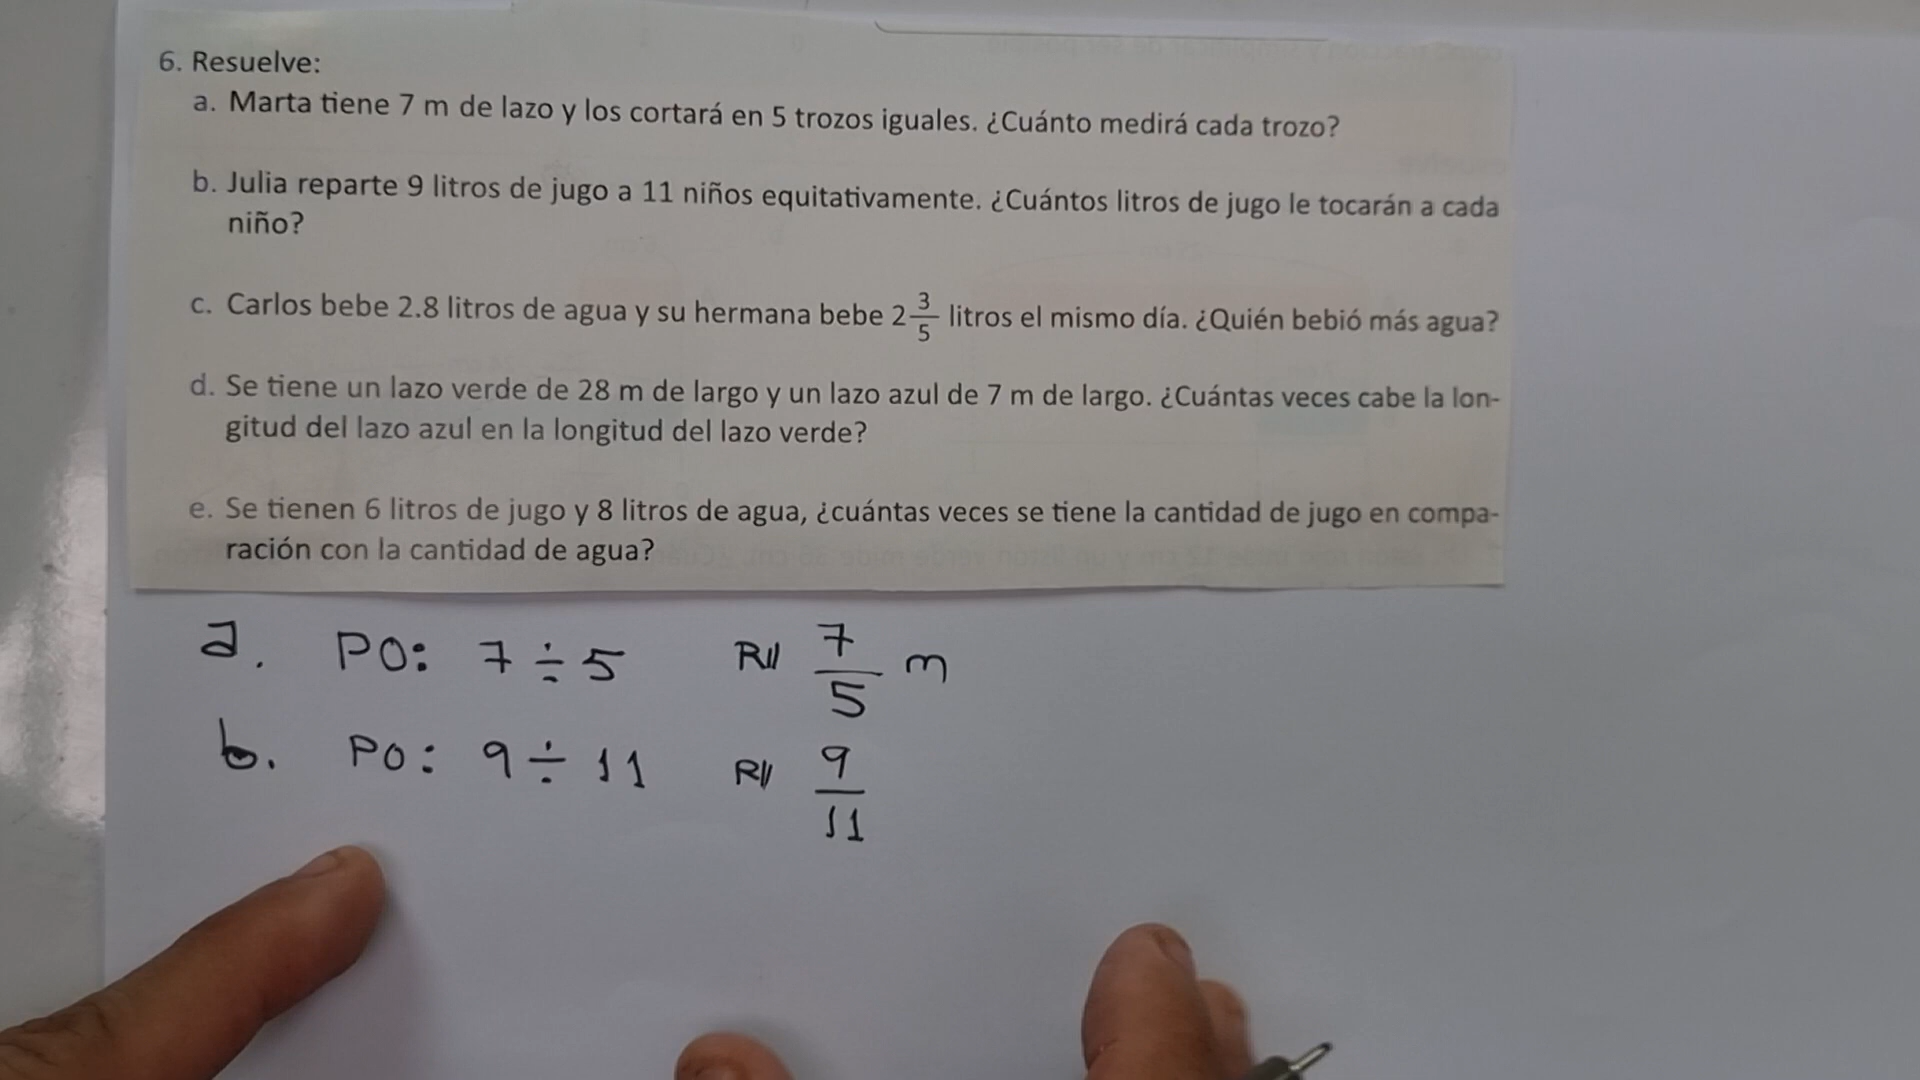 6. Resuelve:
a. Marta tiene 7 m de lazo y los cortará en 5 trozos iguales. ¿Cuánto medirá cada trozo?
b. Julia reparte 9 litros de jugo a 11 niños equitativamente. ¿Cuántos litros de jugo le tocarán a cada
niño?
c. Carlos bebe 2.8 litros de agua y su hermana bebe 2 3/5 litros el mismo día. ¿Quién bebió más agua?
d. Se tiene un lazo verde de 28 m de largo y un lazo azul de 7 m de largo. ¿Cuántas veces cabe la lon-
gitud del lazo azul en la longitud del lazo verde?
e. Se tienen 6 litros de jugo y 8 litros de agua, ¿cuántas veces se tiene la cantidad de jugo en compa-
ración con la cantidad de agua?
a. PO: 7 ÷ 5 R// 7/5 m
b. PO: 9 ÷ 11 R// 9/11